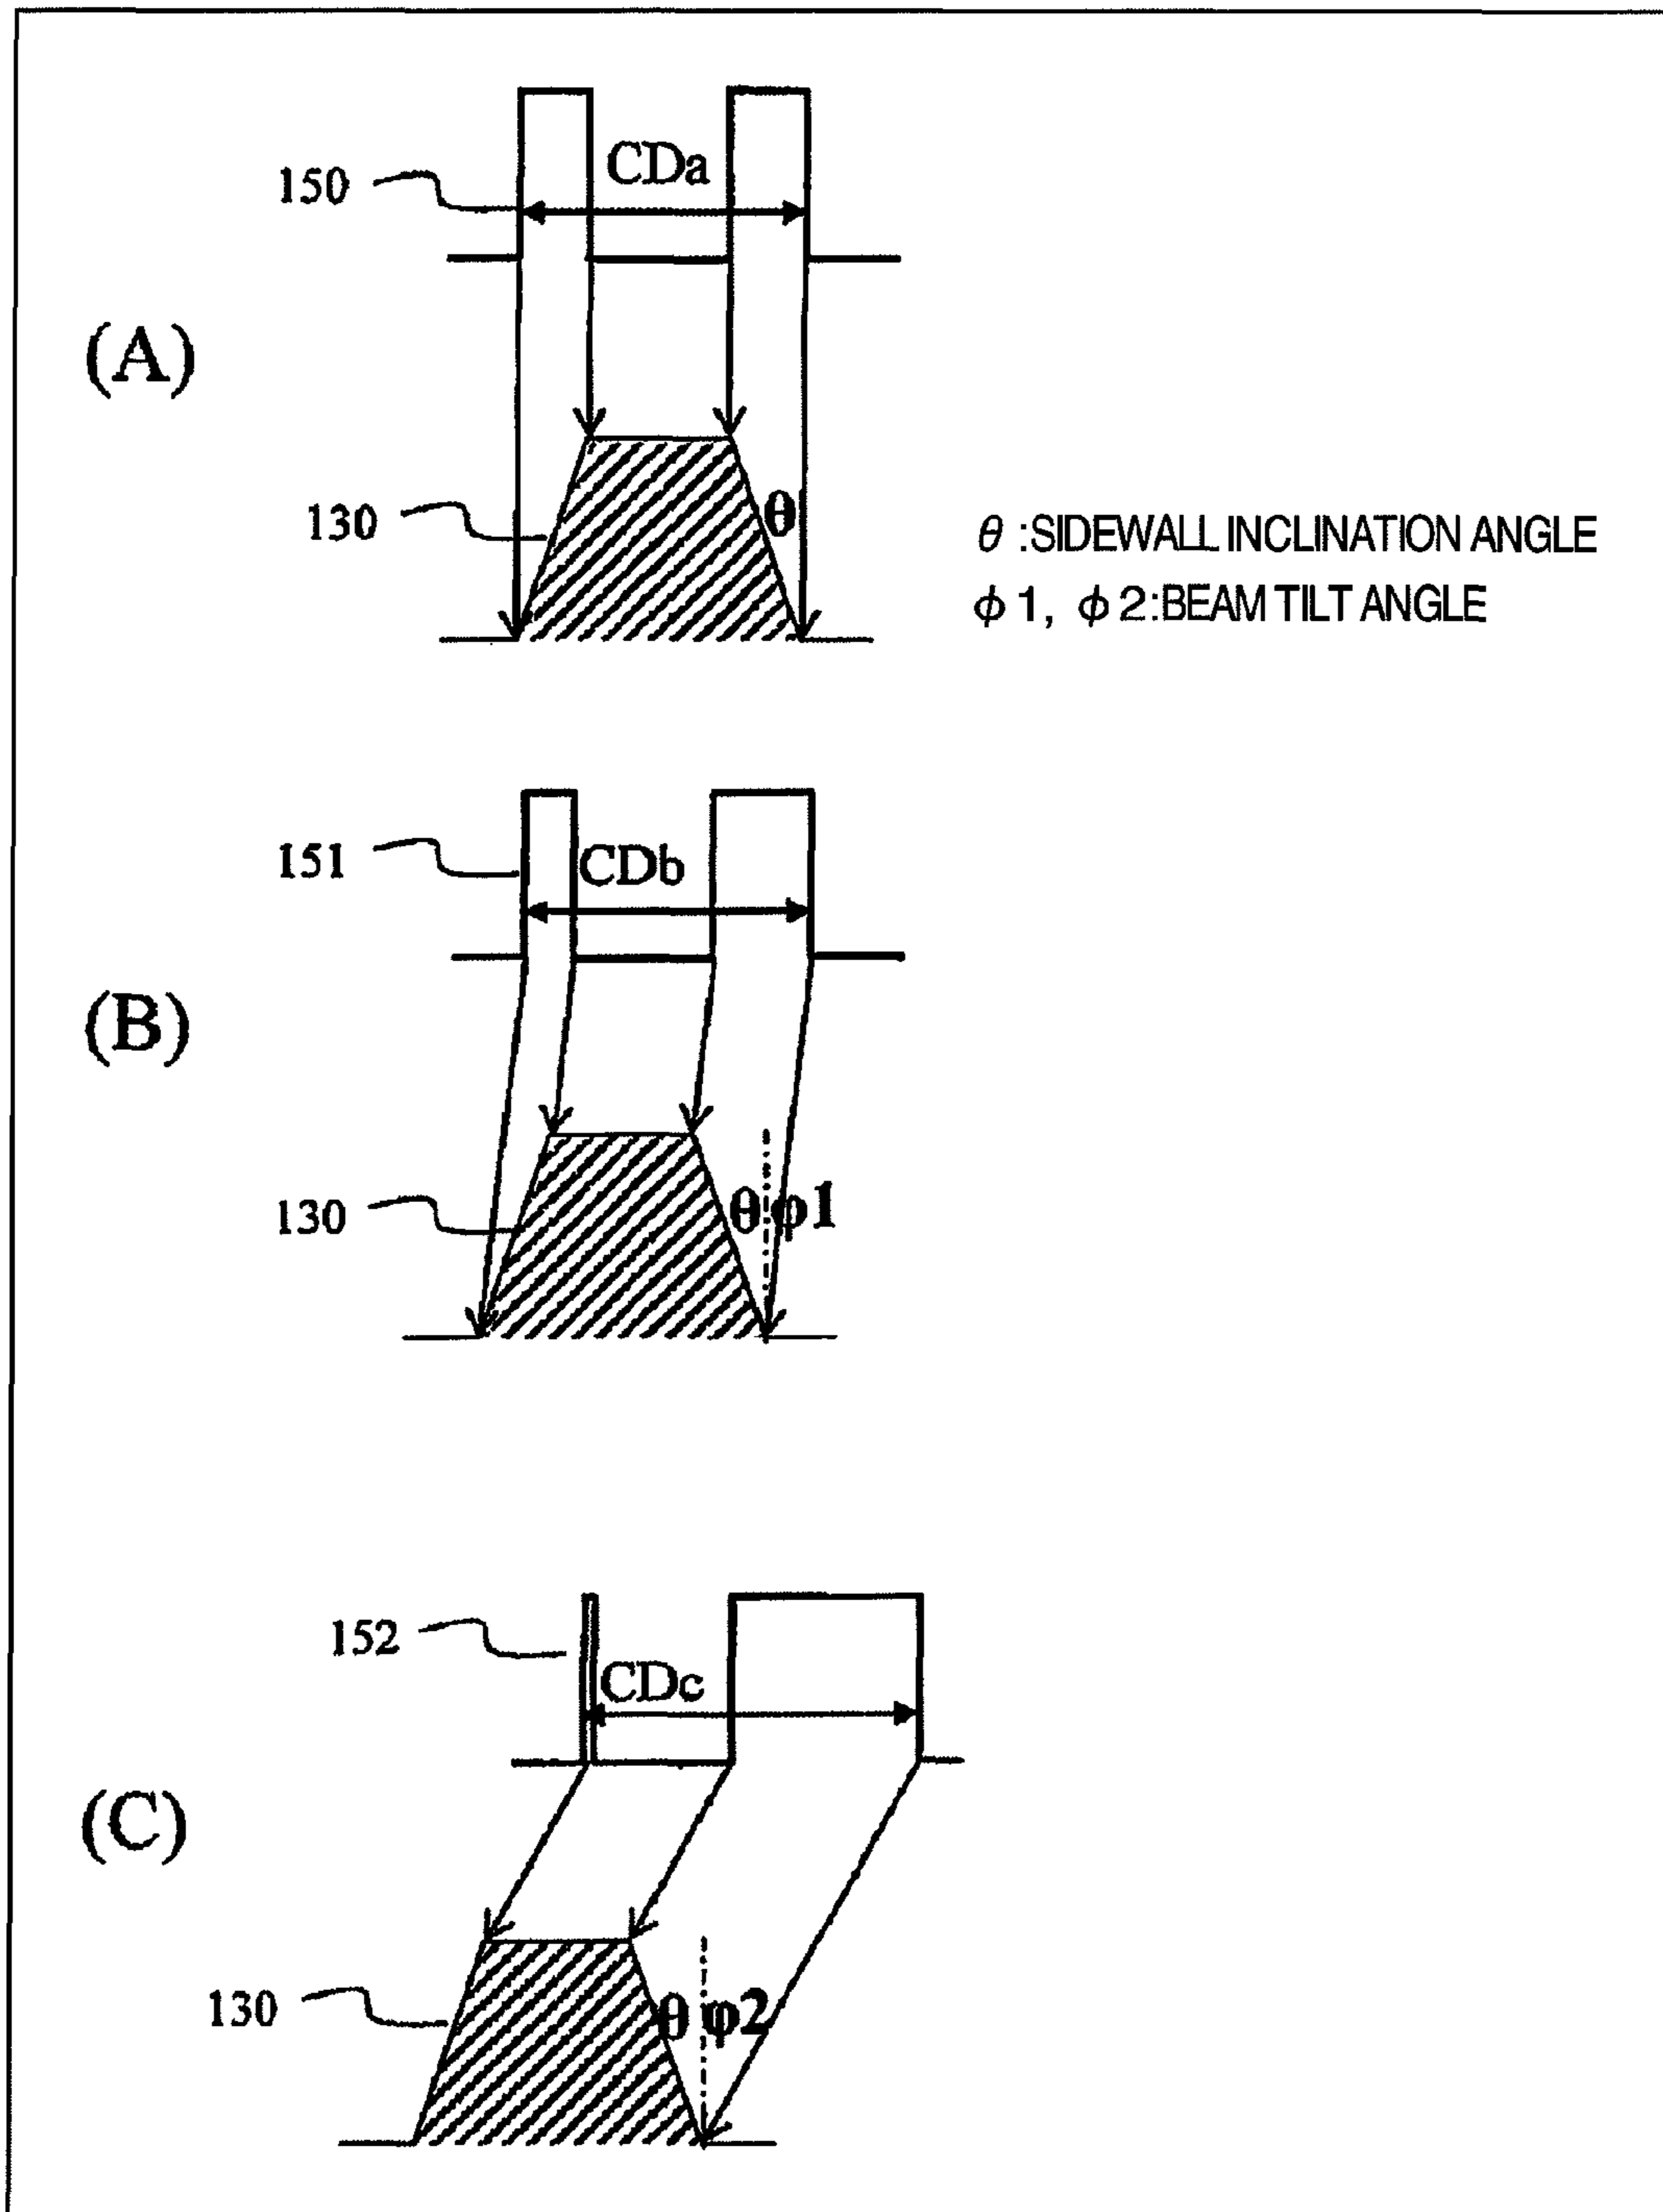 CDa
150
(A)
130
θ
θ :SIDEWALL INCLINATION ANGLE
φ1, φ2:BEAM TILT ANGLE
151
CDb
(B)
130
θ φ1
152
CDc
(C)
130
θ φ2